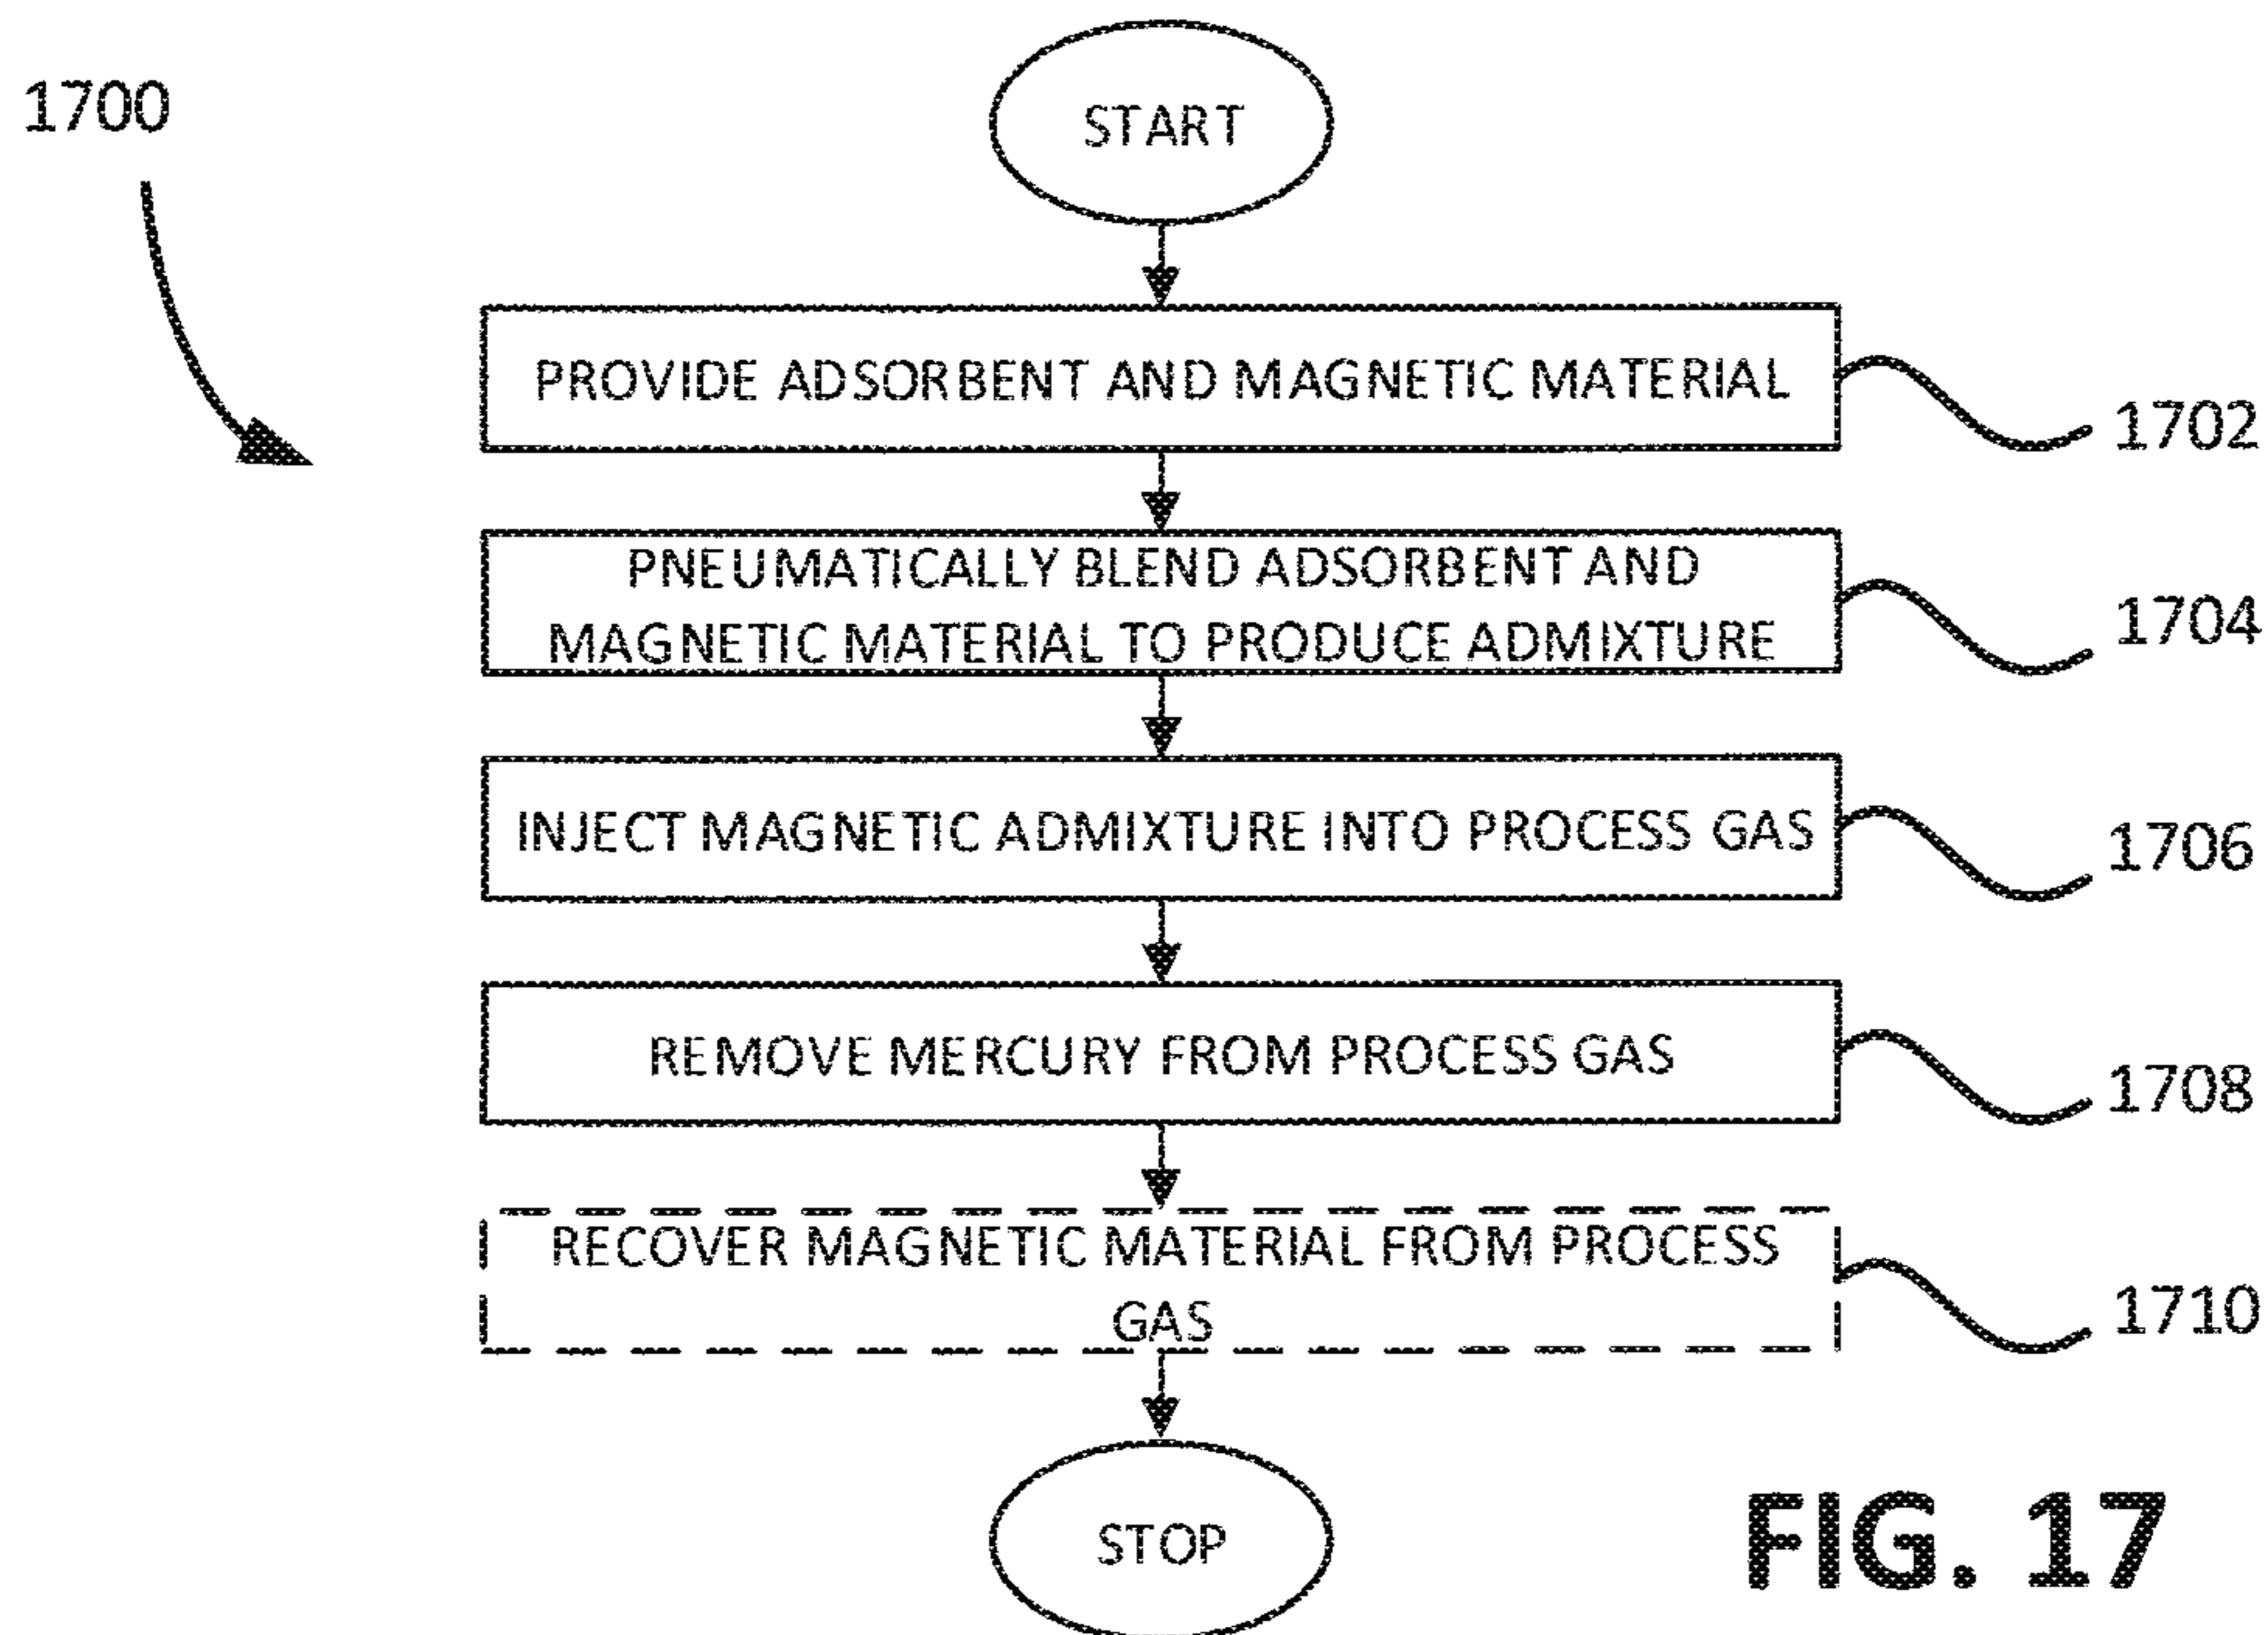 1700
START
PROVIDE ADSORBENT AND MAGNETIC MATERIAL
1702
PNEUMATICALLY BLEND ADSORBENT AND
MAGNETIC MATERIAL TO PRODUCE ADMIXTURE
1704
INJECT MAGNETIC ADMIXTURE INTO PROCESS GAS
1706
REMOVE MERCURY FROM PROCESS GAS
1708
RECOVER MAGNETIC MATERIAL FROM PROCESS
GAS
1710
STOP
FIG. 17